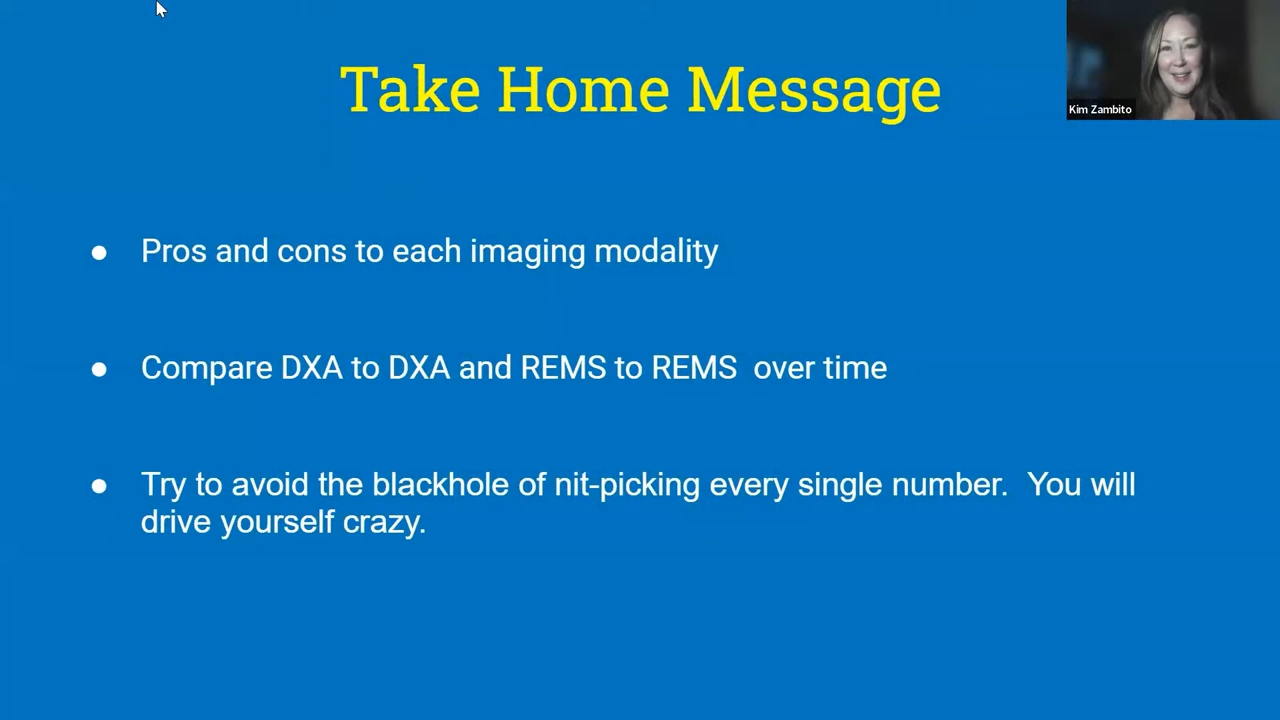 Take Home Message
Kim Zambito
● Pros and cons to each imaging modality
● Compare DXA to DXA and REMS to REMS  over time
● Try to avoid the blackhole of nit-picking every single number.  You will
drive yourself crazy.